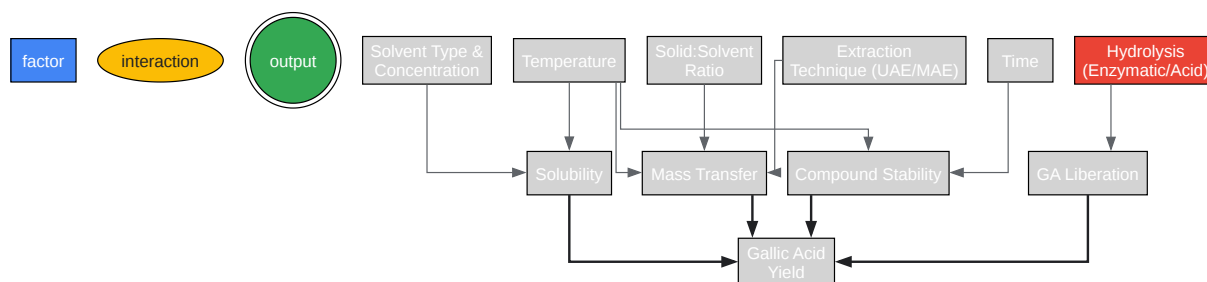 factor
interaction
output
Solvent Type &
Concentration
Temperature
Solid:Solvent
Ratio
Extraction
Technique (UAE/MAE)
Time
Hydrolysis
(Enzymatic/Acid)
Solubility
Mass Transfer
Compound Stability
GA Liberation
Gallic Acid
Yield